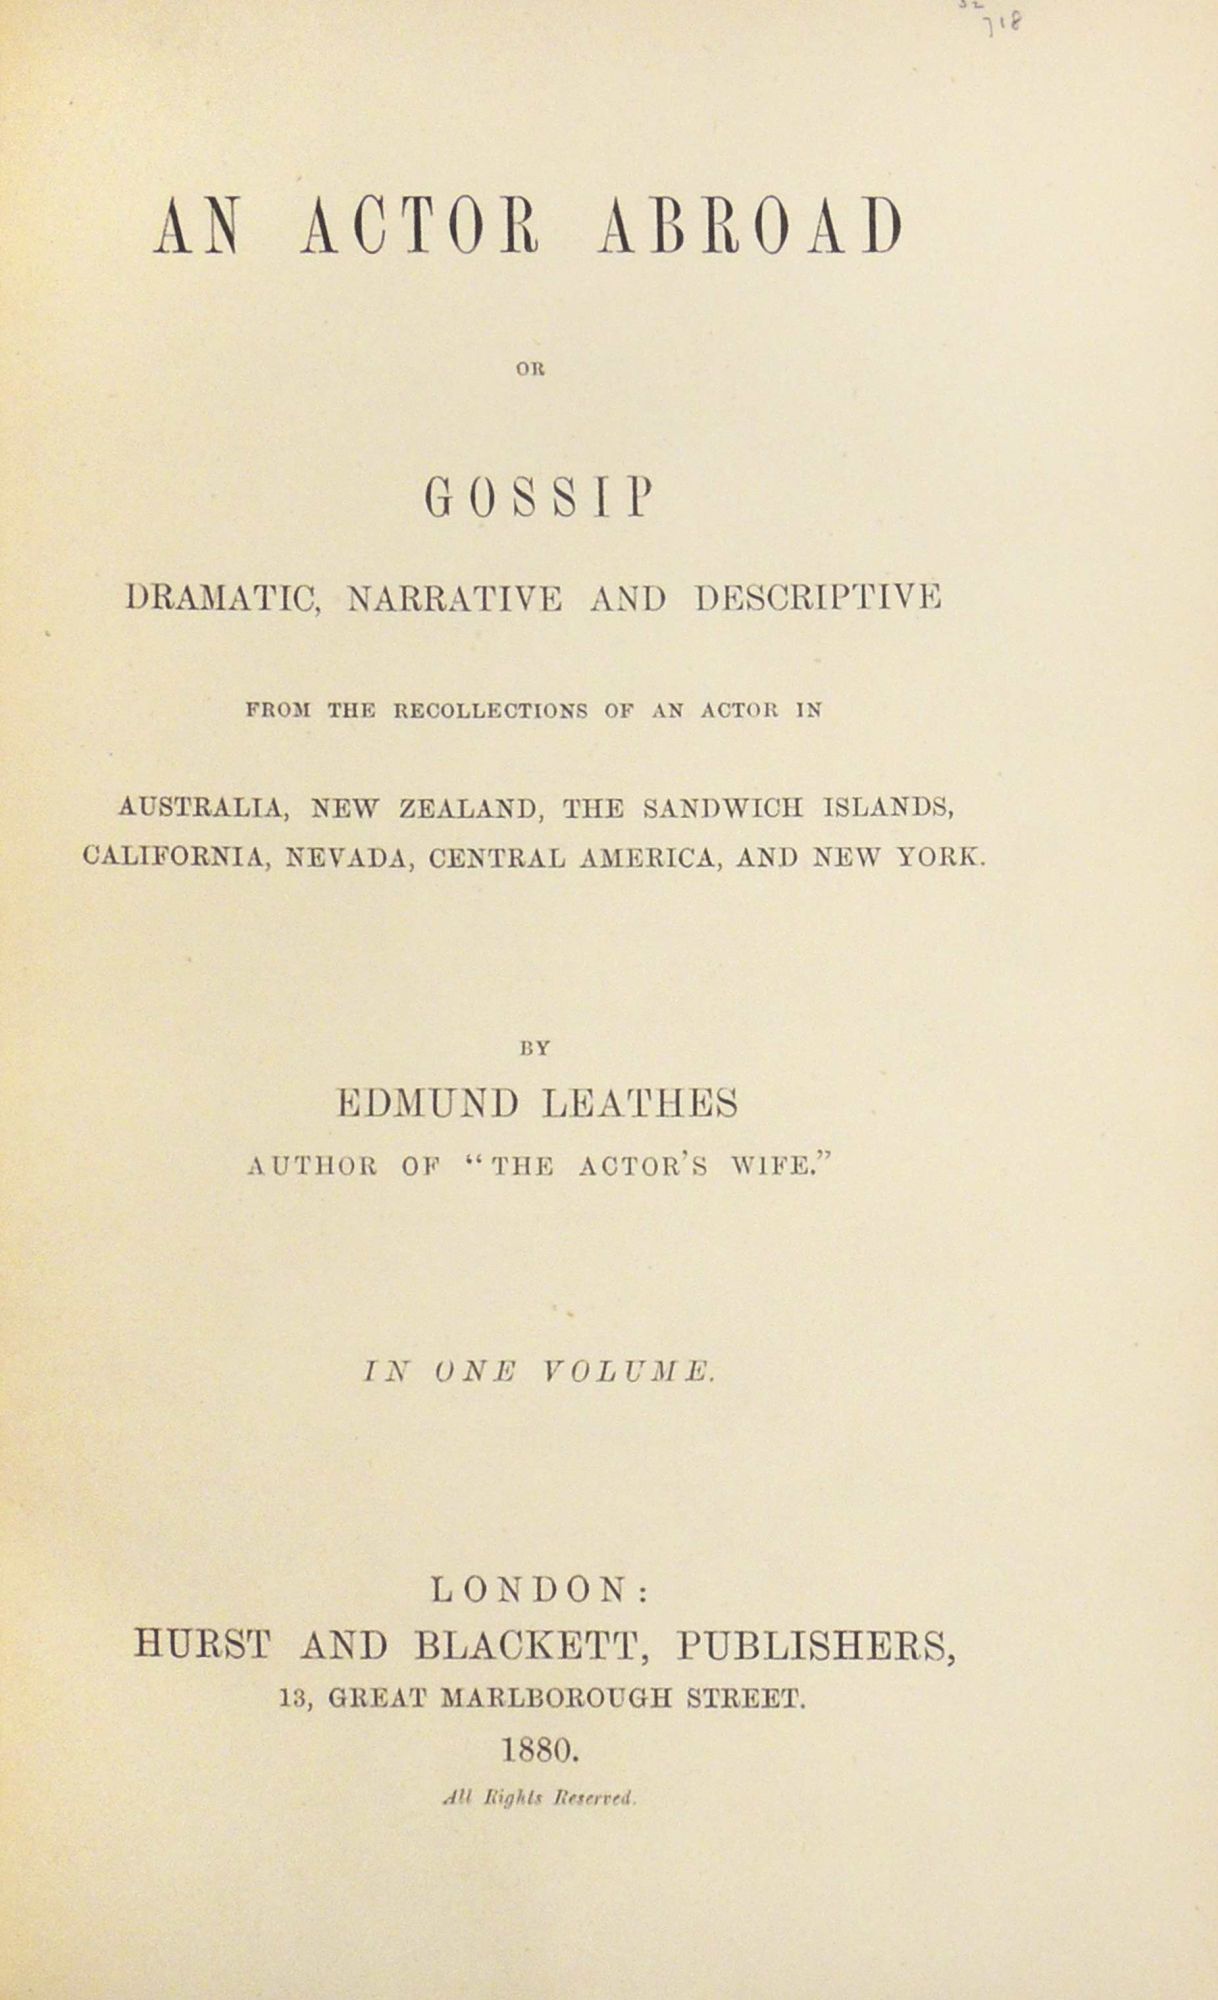 718
AN ACTOR ABROAD
OR
GOSSIP
DRAMATIC, NARRATIVE AND DESCRIPTIVE
FROM THE RECOLLECTIONS OF AN ACTOR IN
AUSTRALIA, NEW ZEALAND, THE SANDWICH ISLANDS,
CALIFORNIA, NEVADA, CENTRAL AMERICA, AND NEW YORK.
BY
EDMUND LEATHES
AUTHOR OF “THE ACTOR'S WIFE.”
IN ONE VOLUME.
LONDON:
HURST AND BLACKETT, PUBLISHERS,
13, GREAT MARLBOROUGH STREET.
1880.
All Rights Reserved.